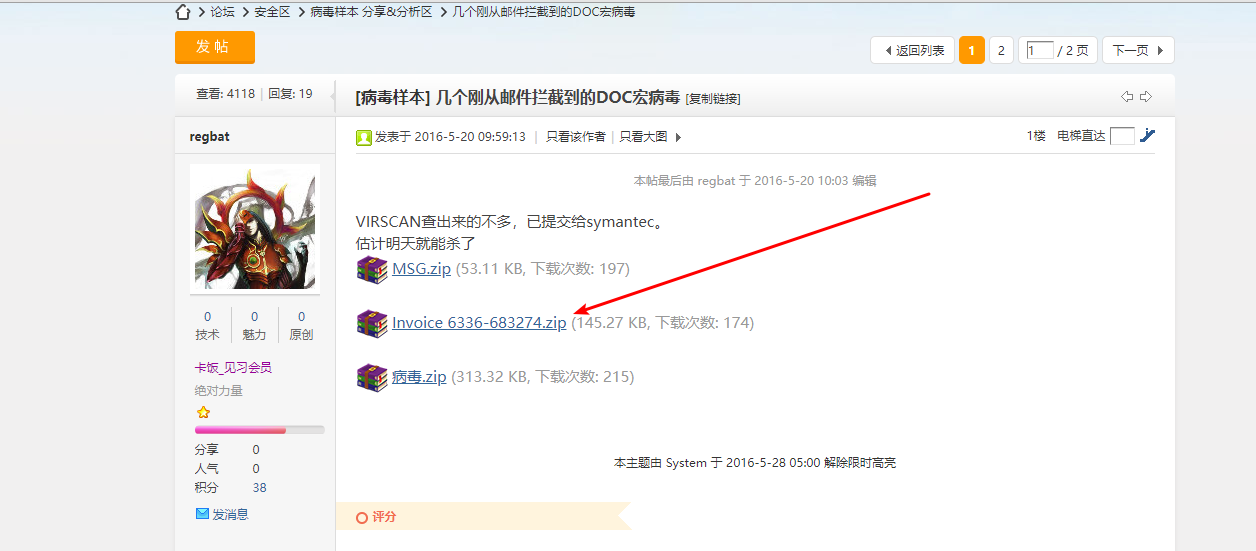 论坛 安全区 病毒样本 分享&分析区 几个刚从邮件拦截到的DOC宏病毒
发帖
返回列表 1 2 1 / 2 页 下一页
查看: 4118 | 回复: 19
[病毒样本] 几个刚从邮件拦截到的DOC宏病毒 [复制链接]
regbat
发表于 2016-5-20 09:59:13 | 只看该作者 | 只看大图
1楼 电梯直达
本帖最后由 regbat 于 2016-5-20 10:03 编辑
VIRSCAN查出来的不多，已提交给symantec。
估计明天就能杀了
MSG.zip (53.11 KB, 下载次数: 197)
Invoice 6336-683274.zip (145.27 KB, 下载次数: 174)
病毒.zip (313.32 KB, 下载次数: 215)
0 0 0
技术 魅力 原创
卡饭_见习会员
绝对力量
分享 0
人气 0
积分 38
发消息
本主题由 System 于 2016-5-28 05:00 解除限时高亮
评分